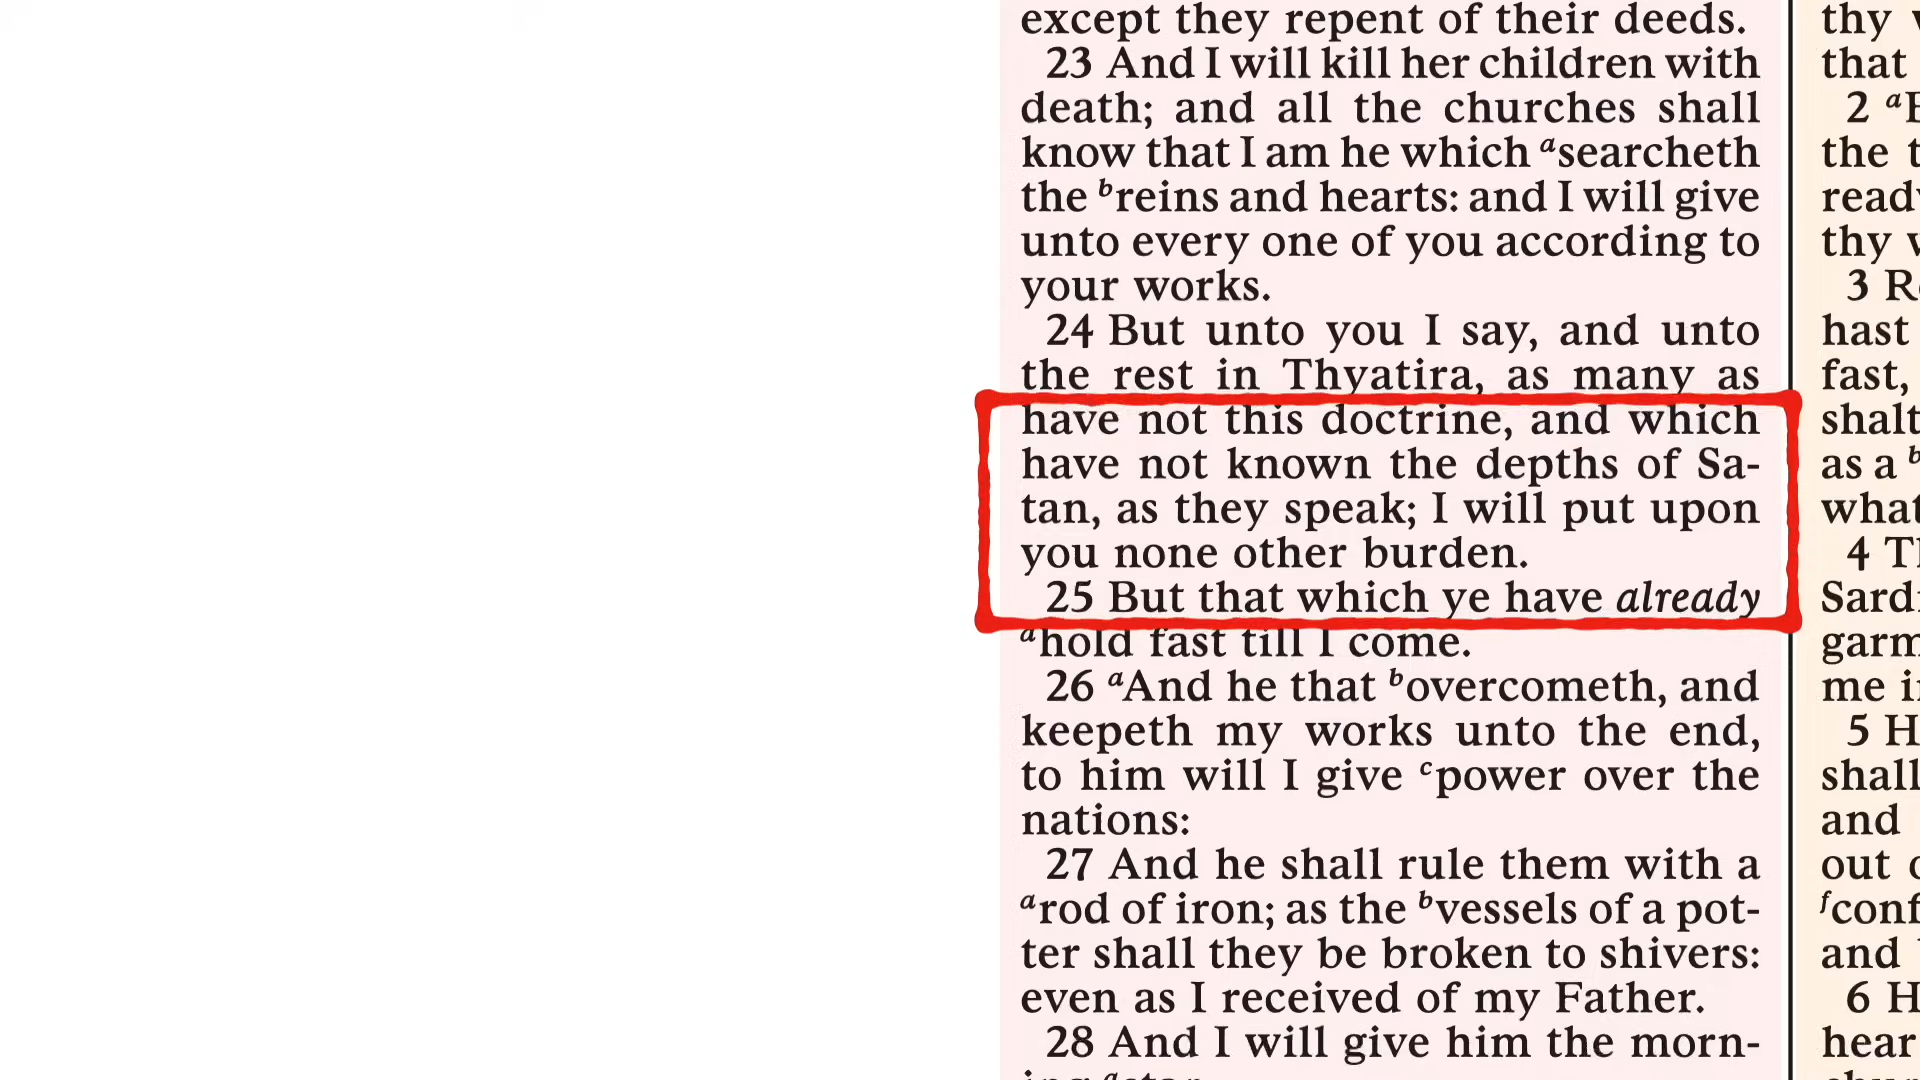 except they repent of their deeds.
23 And I will kill her children with
death; and all the churches shall
know that I am he which ᵃsearcheth
the ᵇreins and hearts: and I will give
unto every one of you according to
your works.
24 But unto you I say, and unto
the rest in Thyatira, as many as
have not this doctrine, and which
have not known the depths of Sa-
tan, as they speak; I will put upon
you none other burden.
25 But that which ye have already
ᵃhold fast till I come.
26 ᵃAnd he that ᵇovercometh, and
keepeth my works unto the end,
to him will I give ᶜpower over the
nations:
27 And he shall rule them with a
ᵃrod of iron; as the ᵇvessels of a pot-
ter shall they be broken to shivers:
even as I received of my Father.
28 And I will give him the morn-
thy
that
2
the
read
thy
3
hast
fast,
shalt
as a
what
4
Sard
garm
me
5
shall
and
out
ᶠconf
and
6
hear